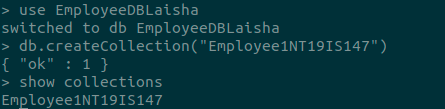 > use EmployeeDBLaisha
switched to db EmployeeDBLaisha
> db.createCollection("Employee1NT19IS147")
{ "ok" : 1 }
> show collections
Employee1NT19IS147